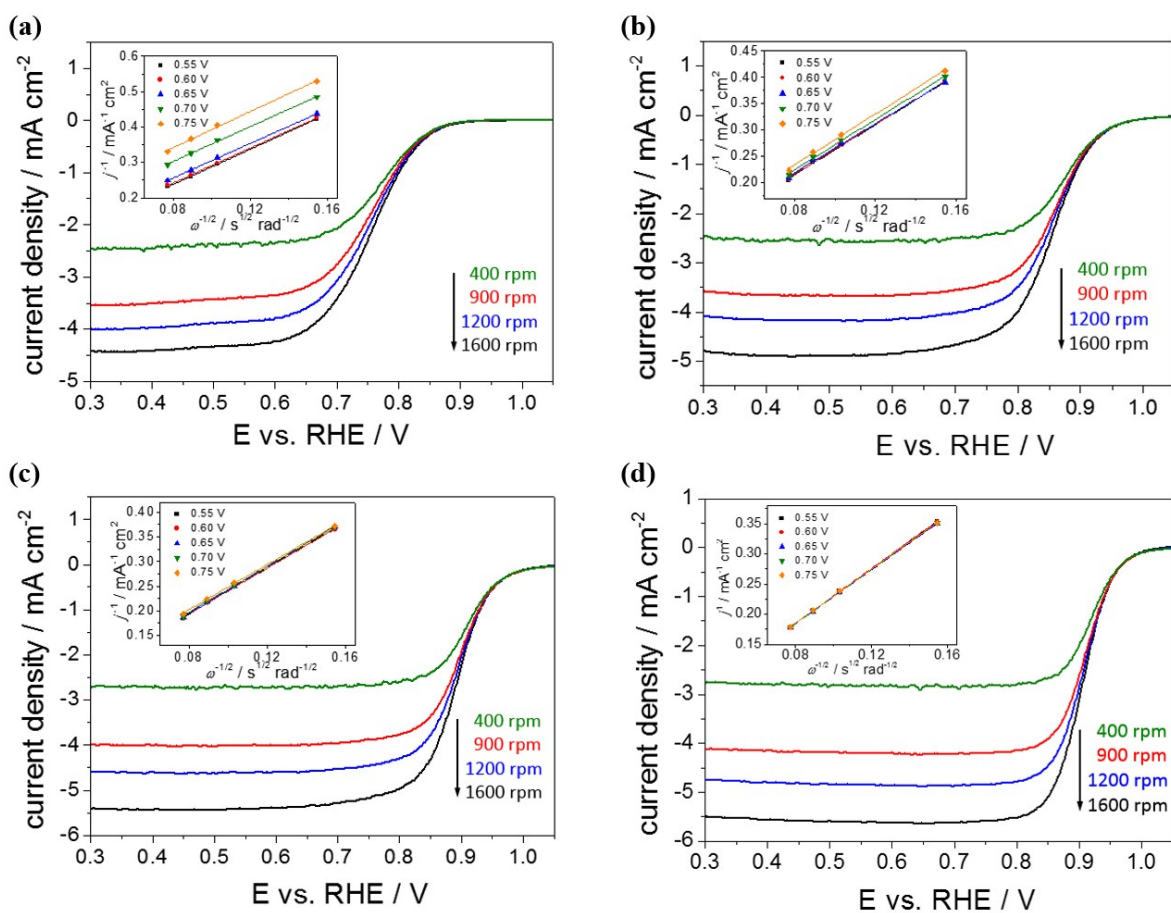 (a)
current density / mA cm-2
1
0
-1
-2
-3
-4
-5
0.3 0.4 0.5 0.6 0.7 0.8 0.9 1.0
E vs. RHE / V
j-1 / mA-1 cm2
0.6
0.5
0.4
0.3
0.2
0.55 V
0.60 V
0.65 V
0.70 V
0.75 V
0.08 0.12 0.16
ω-1/2 / s1/2 rad-1/2
400 rpm
900 rpm
1200 rpm
1600 rpm
(b)
current density / mA cm-2
1
0
-1
-2
-3
-4
-5
0.3 0.4 0.5 0.6 0.7 0.8 0.9 1.0
E vs. RHE / V
j-1 / mA-1 cm2
0.45
0.40
0.35
0.30
0.25
0.20
0.55 V
0.60 V
0.65 V
0.70 V
0.75 V
0.08 0.12 0.16
ω-1/2 / s1/2 rad-1/2
400 rpm
900 rpm
1200 rpm
1600 rpm
(c)
current density / mA cm-2
1
0
-1
-2
-3
-4
-5
-6
0.3 0.4 0.5 0.6 0.7 0.8 0.9 1.0
E vs. RHE / V
j-1 / mA-1 cm2
0.40
0.35
0.30
0.25
0.20
0.15
0.55 V
0.60 V
0.65 V
0.70 V
0.75 V
0.08 0.12 0.16
ω-1/2 / s1/2 rad-1/2
400 rpm
900 rpm
1200 rpm
1600 rpm
(d)
current density / mA cm-2
1
0
-1
-2
-3
-4
-5
-6
0.3 0.4 0.5 0.6 0.7 0.8 0.9 1.0
E vs. RHE / V
j1 / mA-1 cm2
0.35
0.30
0.25
0.20
0.15
0.55 V
0.60 V
0.65 V
0.70 V
0.75 V
0.08 0.12 0.16
ω-1/2 / s1/2 rad-1/2
400 rpm
900 rpm
1200 rpm
1600 rpm